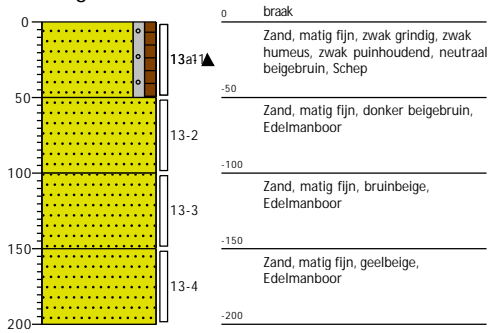 0
50
100
150
200
13-2
13-3
13-4
0 braak
Zand, matig fijn, zwak grindig, zwak
humeus, zwak puinhoudend, neutraal
beigebruin, Schep
-50
Zand, matig fijn, donker beigebruin,
Edelmanboor
-100
Zand, matig fijn, bruinbeige,
Edelmanboor
-150
Zand, matig fijn, geelbeige,
Edelmanboor
-200